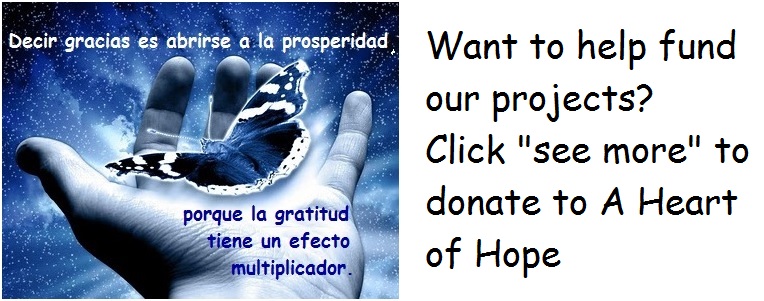 Decir gracias es abrirse a la prosperidad,
porque la gratitud
tiene un efecto
multiplicador.
Want to help fund
our projects?
Click "see more" to
donate to A Heart
of Hope